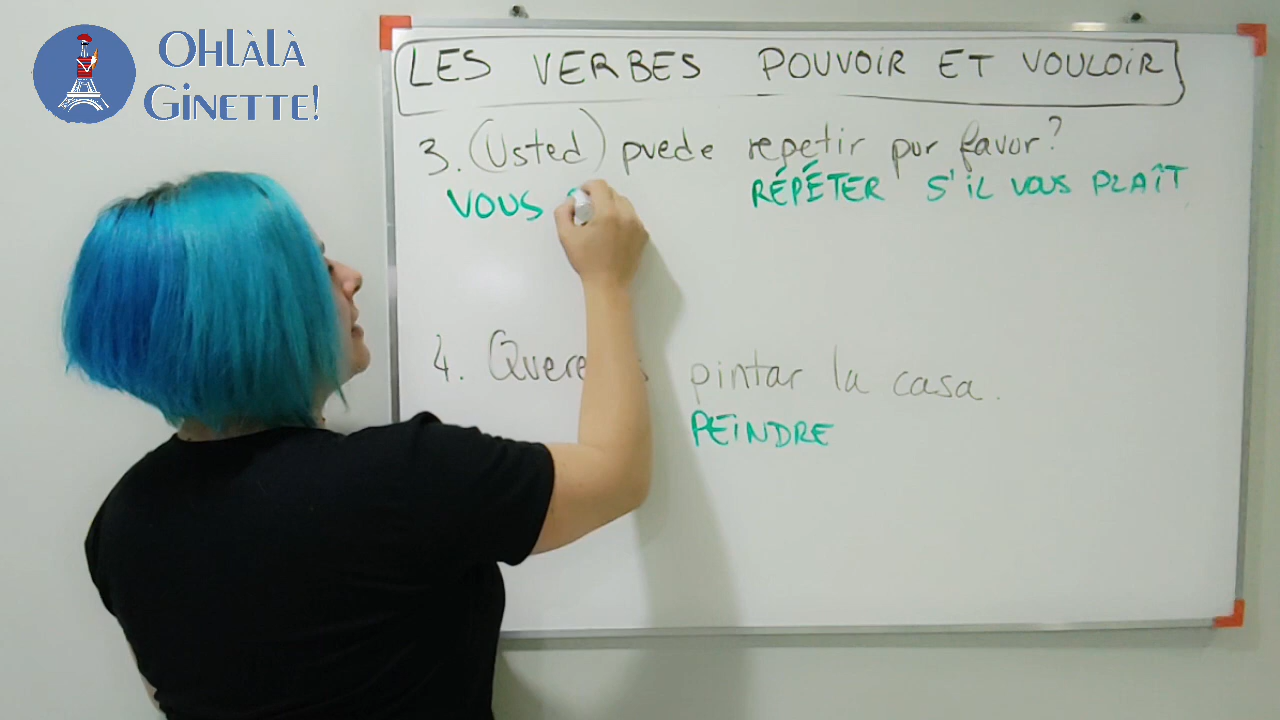 OHLÀLÀ
GINETTE!
LES VERBES POUVOIR ET VOULOIR
3. (Usted) puede repetir por favor?
VOUS RÉPÉTER S'IL VOUS PLAÎT
4. pintar la casa.
PEINDRE